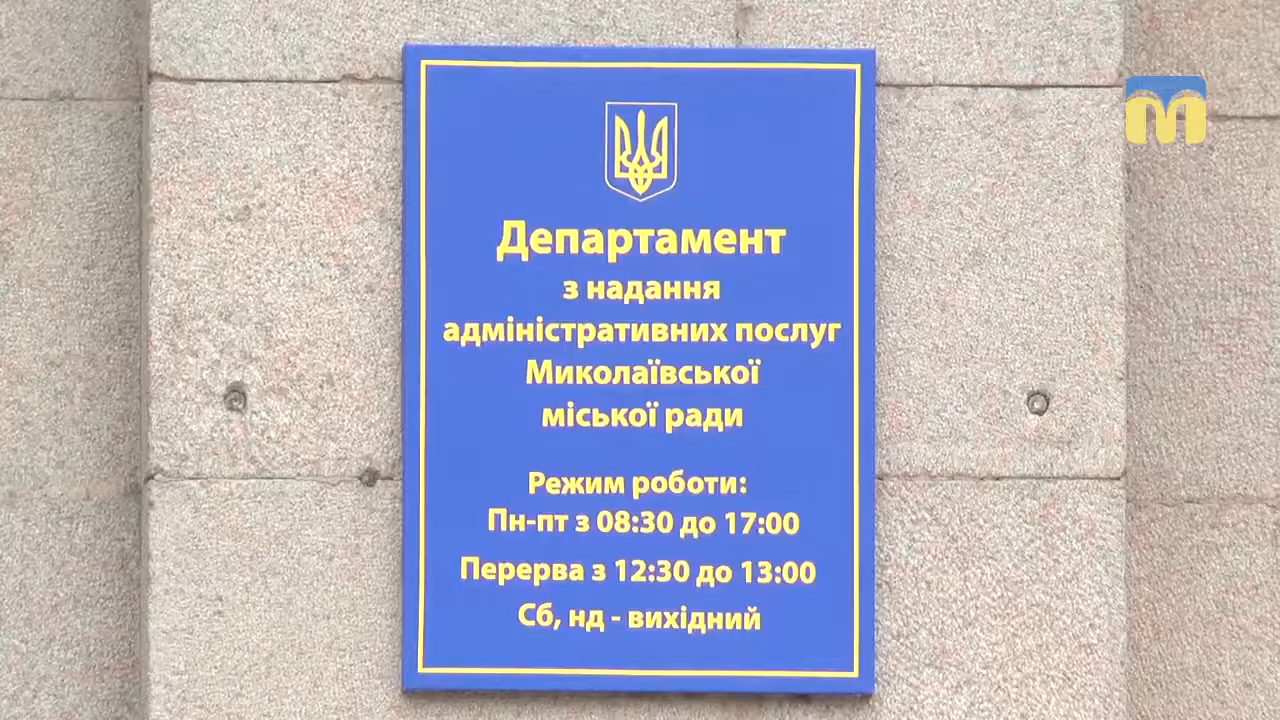 Департамент
з надання
адміністративних послуг
Миколаївської
міської ради
Режим роботи:
Пн-пт з 08:30 до 17:00
Перерва з 12:30 до 13:00
Сб, нд - вихідний